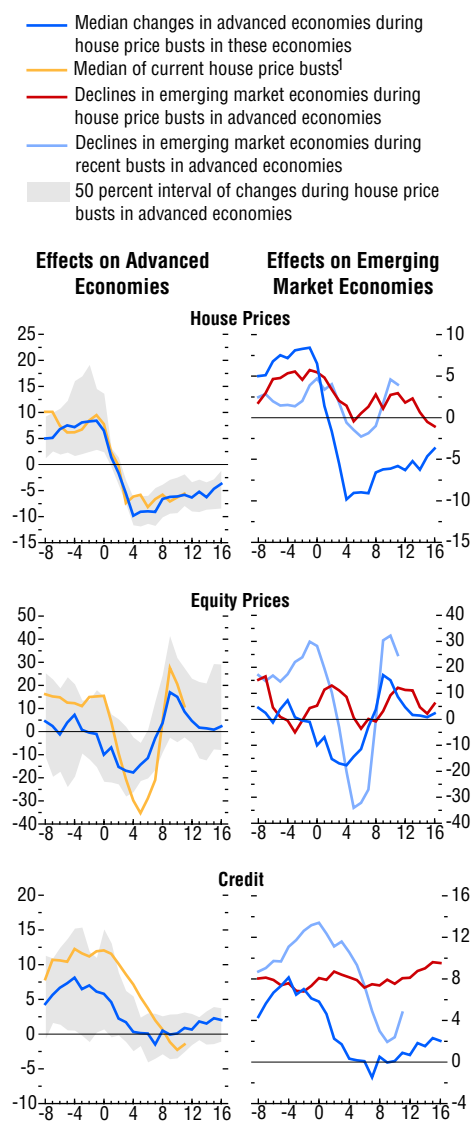 Median changes in advanced economies during
house price busts in these economies
Median of current house price busts1
Declines in emerging market economies during
house price busts in advanced economies
Declines in emerging market economies during
recent busts in advanced economies
50 percent interval of changes during house price
busts in advanced economies
Effects on Advanced
Economies
Effects on Emerging
Market Economies
House Prices
25
20
15
10
5
0
-5
-10
-15
10
5
0
-5
-10
-15
-8 -4 0 4 8 12 16
-8 -4 0 4 8 12 16
Equity Prices
50
40
30
20
10
0
-10
-20
-30
-40
50
40
30
20
10
0
-10
-20
-30
-40
-8 -4 0 4 8 12 16
-8 -4 0 4 8 12 16
Credit
20
15
10
5
0
-5
-10
16
12
8
4
0
-4
-8 -4 0 4 8 12 16
-8 -4 0 4 8 12 16